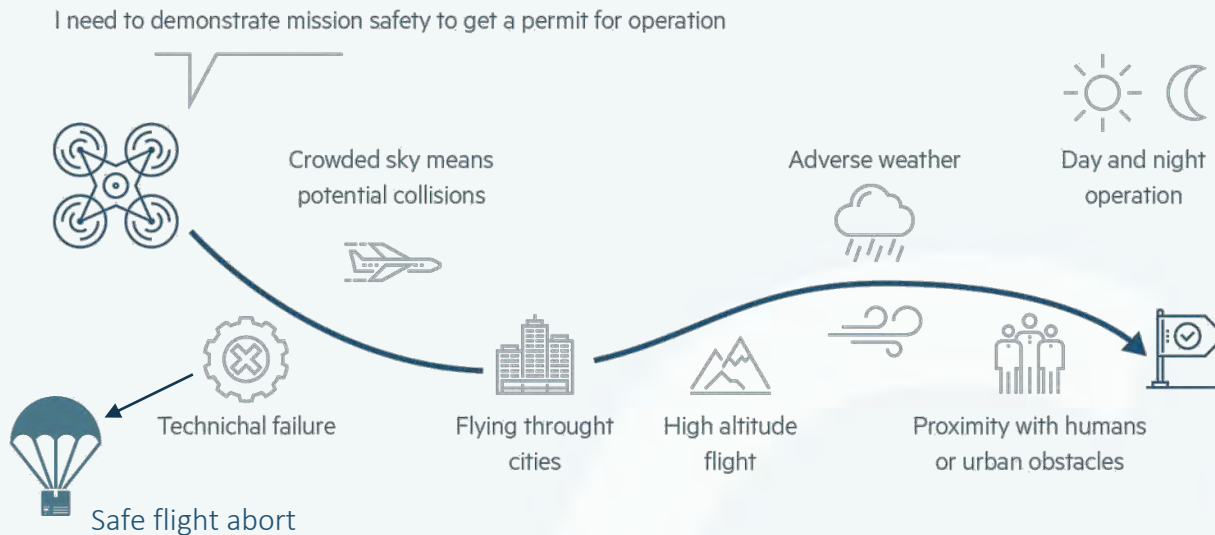 I need to demonstrate mission safety to get a permit for operation
Crowded sky means
potential collisions
Adverse weather
Day and night
operation
Technichal failure
Flying throught
cities
High altitude
flight
Proximity with humans
or urban obstacles
Safe flight abort